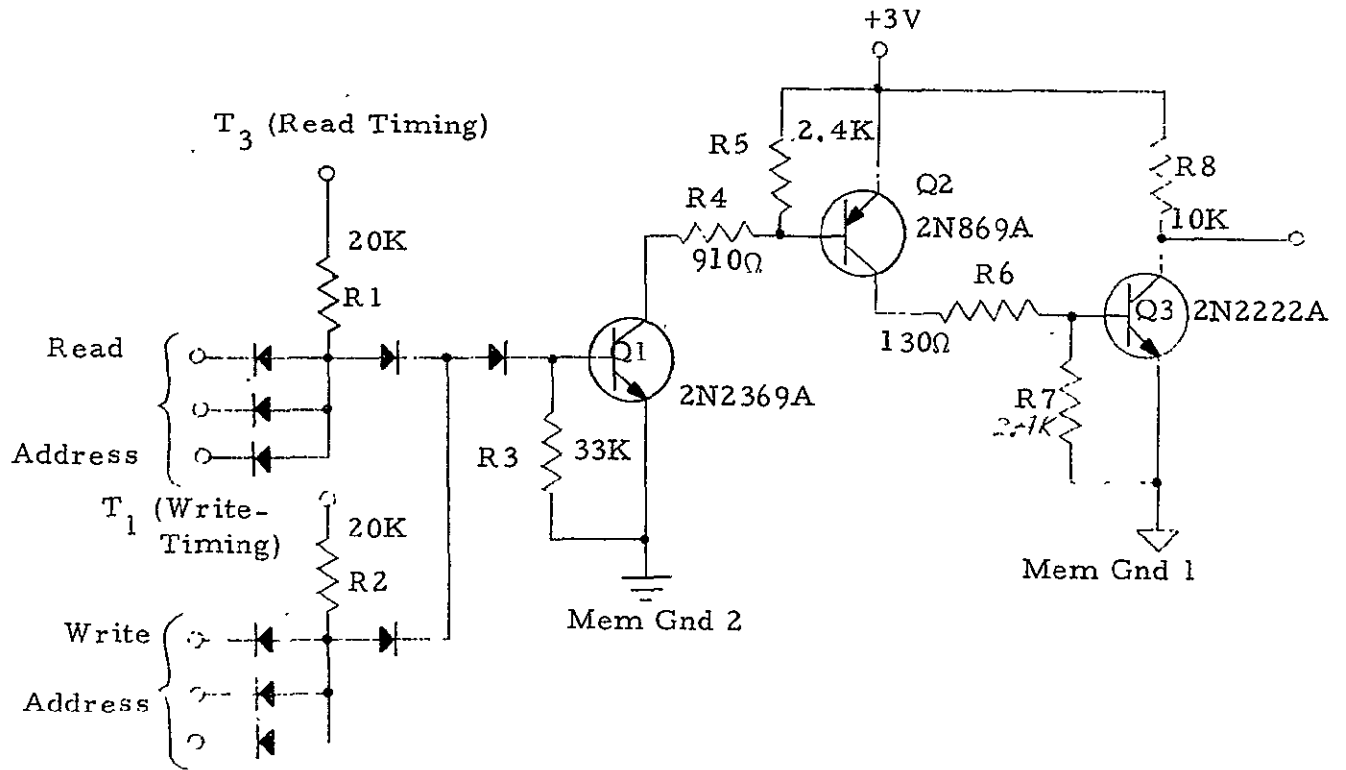 +3V
T3 (Read Timing)
2.4K
R5
Q2
R8
R4
20K
10K
2N869A
910Ω
R6
R1
Q3
2N2222A
Read
130Ω
Q1
2N2369A
R7
R3
33K
Address
T1 (Write-
Timing)
20K
R2
Mem Gnd 1
Mem Gnd 2
Write
Address